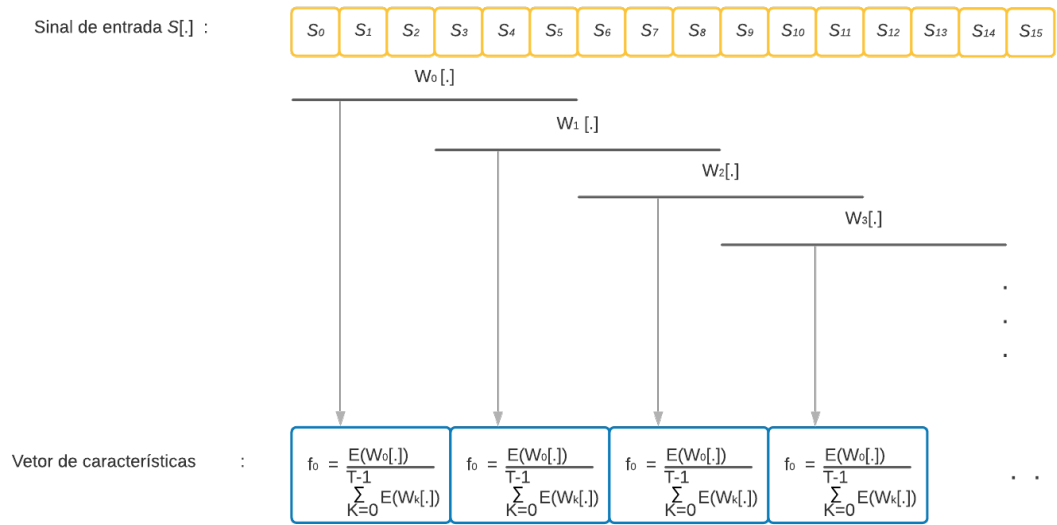 Sinal de entrada S[.] :
S₀ S₁ S₂ S₃ S₄ S₅ S₆ S₇ S₈ S₉ S₁₀ S₁₁ S₁₂ S₁₃ S₁₄ S₁₅
W₀ [.]
W₁ [.]
W₂[.]
W₃[.]
.
.
.
Vetor de características :
f₀ = E(W₀[.]) / T-1 ∑ K=0 E(Wₖ[.])
f₀ = E(W₀[.]) / T-1 ∑ K=0 E(Wₖ[.])
f₀ = E(W₀[.]) / T-1 ∑ K=0 E(Wₖ[.])
f₀ = E(W₀[.]) / T-1 ∑ K=0 E(Wₖ[.])
. .